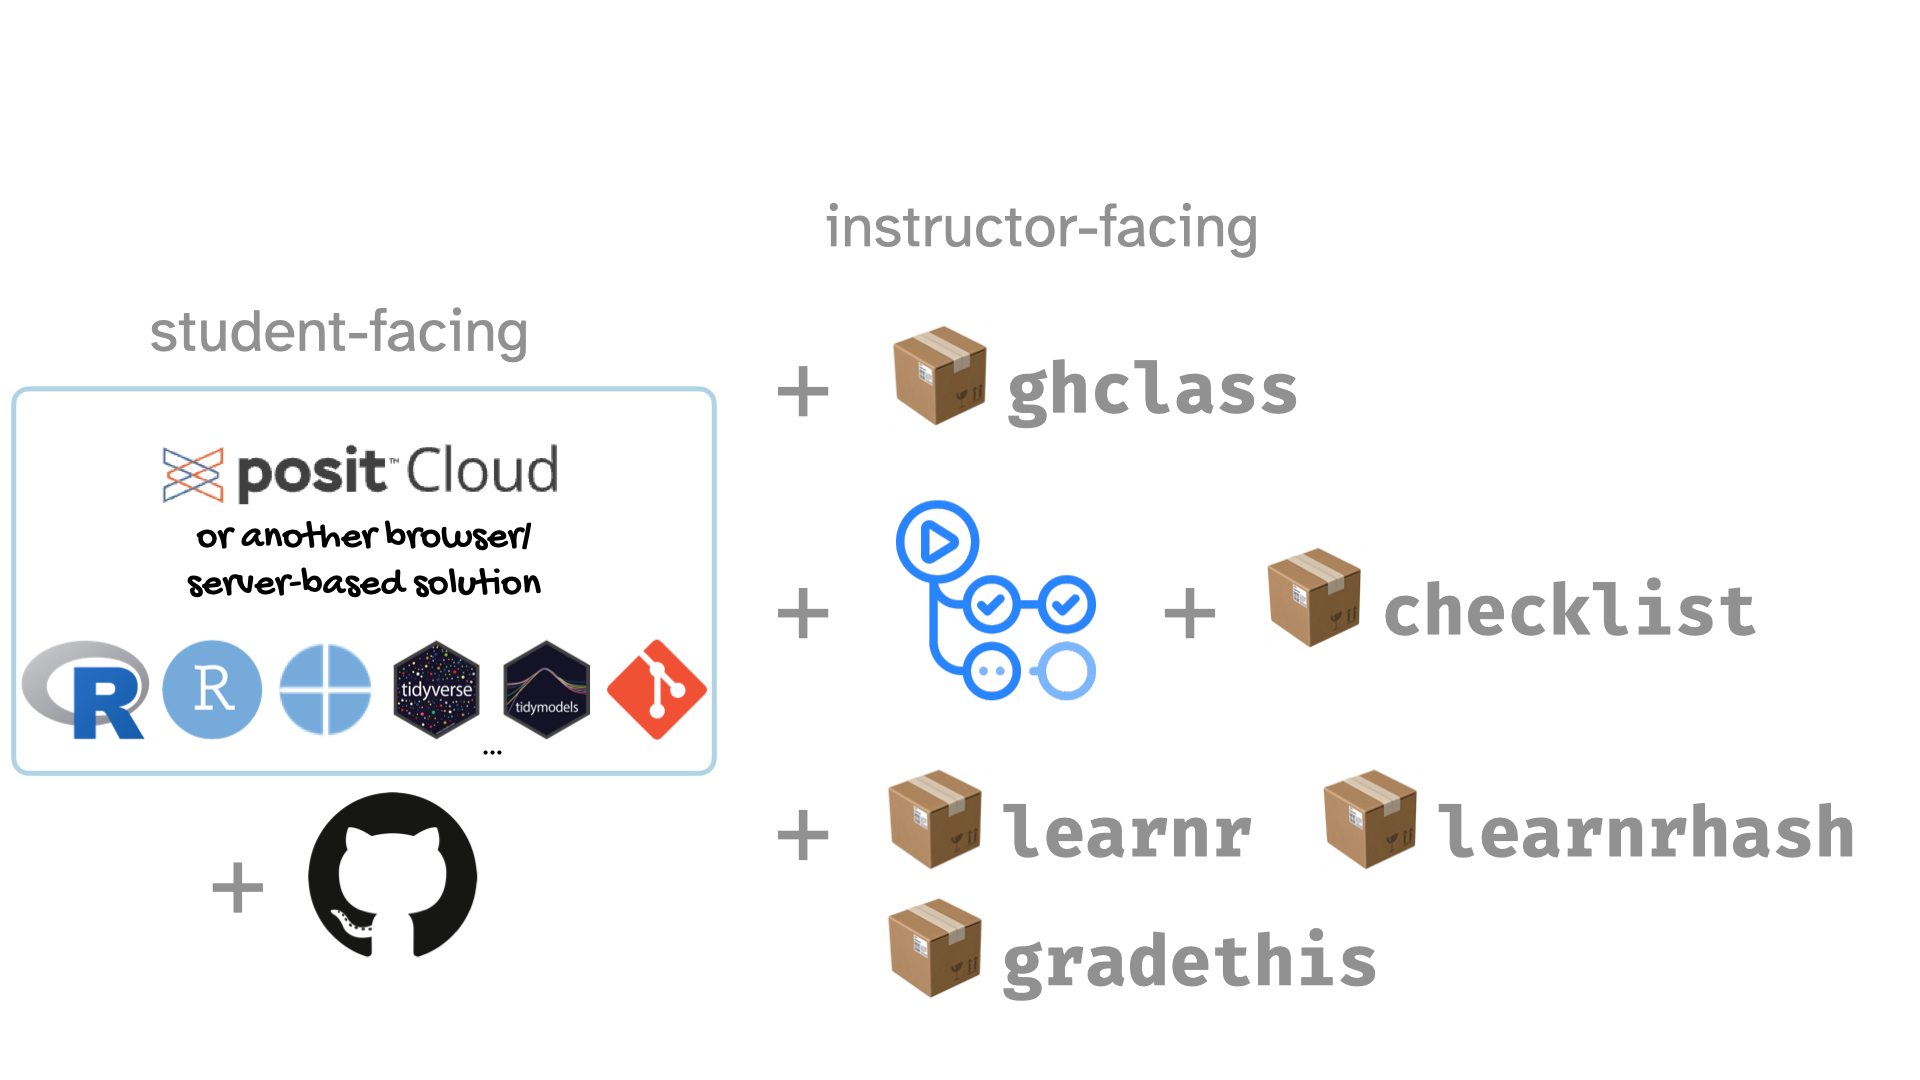 instructor-facing
student-facing
+ ghclass
posit™ Cloud
or another browser/
server-based solution
R
R
tidyverse
tidymodels
...
+
+ + checklist
+ learnr learnrhash
gradethis